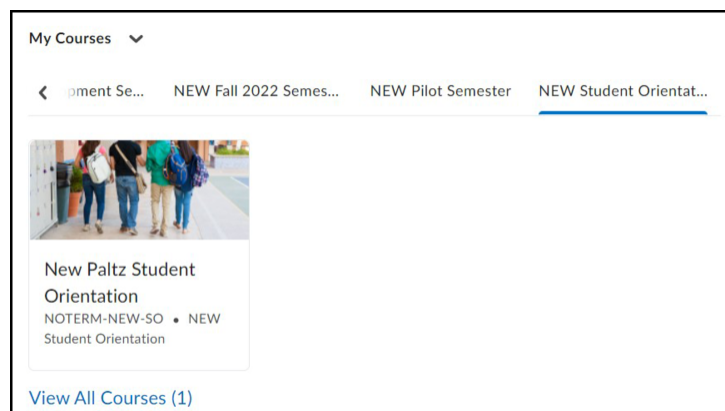 My Courses
pment Se... NEW Fall 2022 Semes... NEW Pilot Semester NEW Student Orientat...
New Paltz Student
Orientation
NOTERM-NEW-SO • NEW
Student Orientation
View All Courses (1)